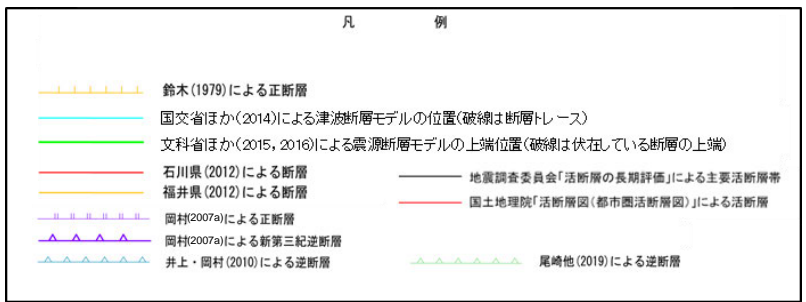 凡 例
鈴木(1979)による正断層
国交省ほか(2014)による津波断層モデルの位置(破線は断層トレース)
文科省ほか(2015，2016)による震源断層モデルの上端位置(破線は伏在している断層の上端)
石川県(2012)による断層
福井県(2012)による断層
岡村(2007a)による正断層
岡村(2007a)による新第三紀逆断層
井上・岡村(2010)による逆断層
地震調査委員会「活断層の長期評価」による主要活断層帯
国土地理院「活断層図(都市圏活断層図)」による活断層
尾崎他(2019)による逆断層